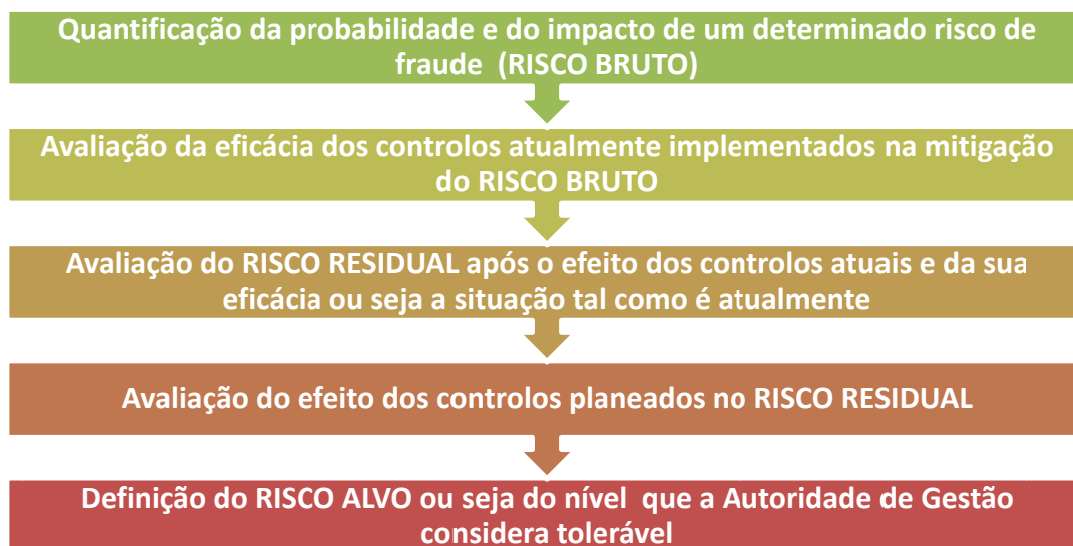 Quantificação da probabilidade e do impacto de um determinado risco de
fraude (RISCO BRUTO)
Avaliação da eficácia dos controlos atualmente implementados na mitigação
do RISCO BRUTO
Avaliação do RISCO RESIDUAL após o efeito dos controlos atuais e da sua
eficácia ou seja a situação tal como é atualmente
Avaliação do efeito dos controlos planeados no RISCO RESIDUAL
Definição do RISCO ALVO ou seja do nível que a Autoridade de Gestão
considera tolerável